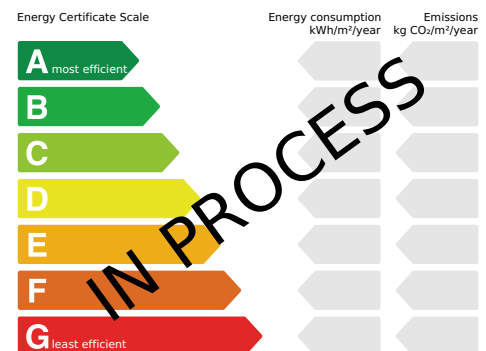 Energy Certificate Scale
Energy consumption
kWh/m²/year
Emissions
kg CO₂/m²/year
A most efficient
B
C
D
E
F
G least efficient
IN PROCESS